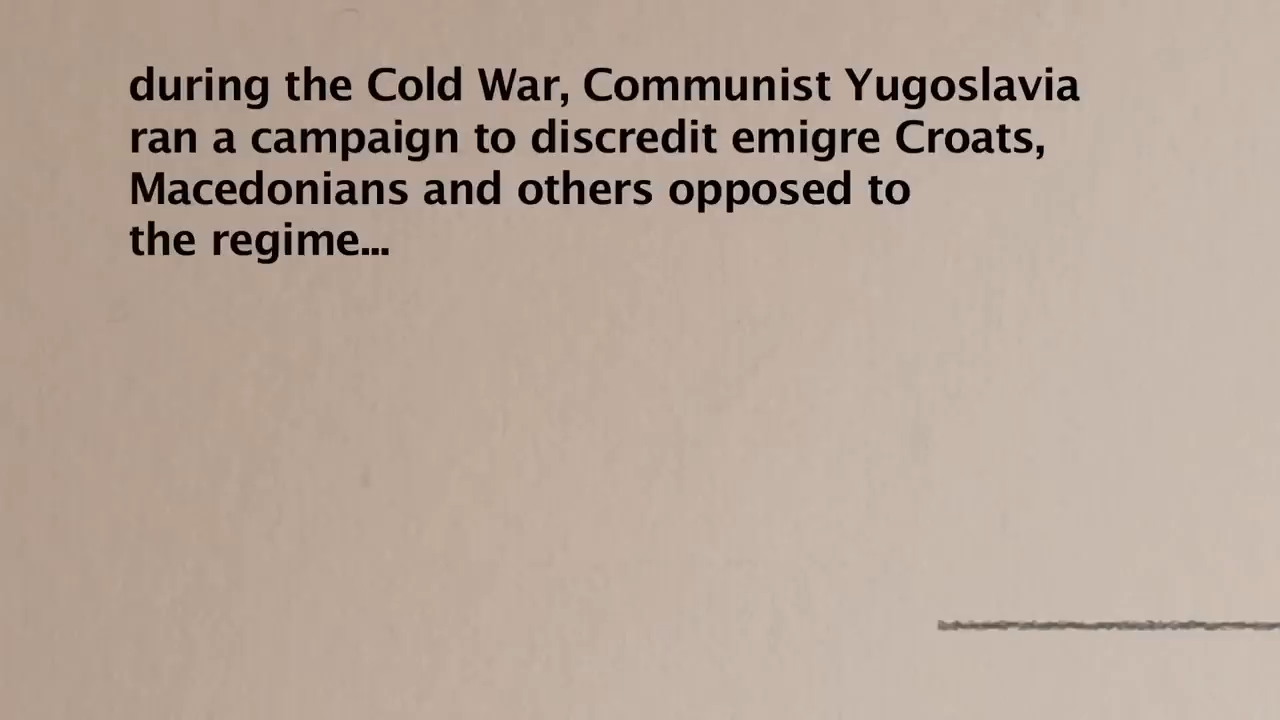 during the Cold War, Communist Yugoslavia
ran a campaign to discredit emigre Croats,
Macedonians and others opposed to
the regime...